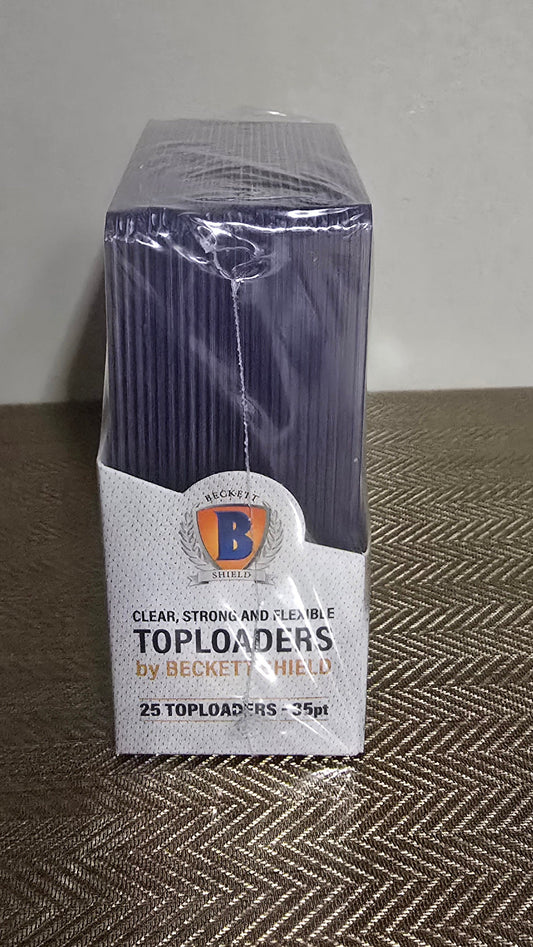 BECKETT
B
SHIELD
CLEAR, STRONG AND FLEXIBLE
TOPLOADERS
by BECKETT SHIELD
25 TOPLOADERS - 35pt